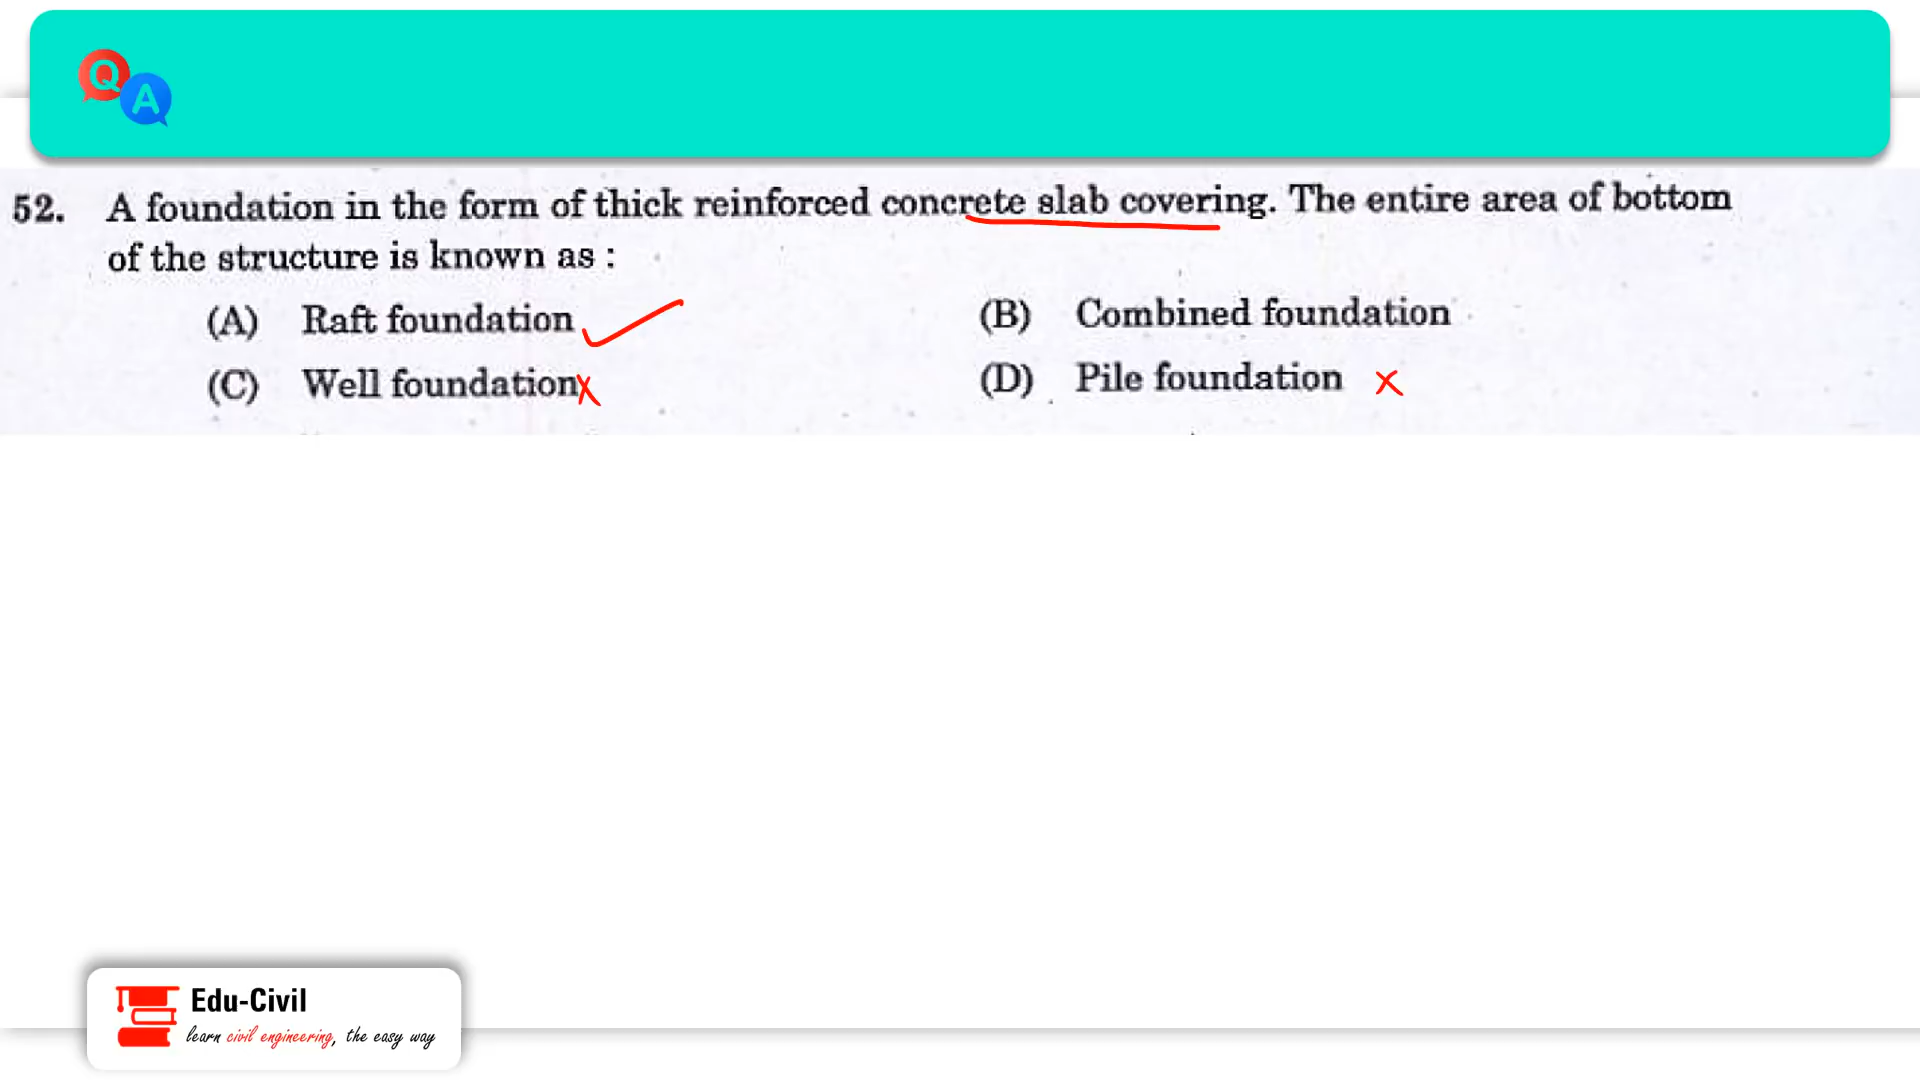 Q
A
52. A foundation in the form of thick reinforced concrete slab covering. The entire area of bottom
of the structure is known as :
(A) Raft foundation (B) Combined foundation
(C) Well foundation (D) Pile foundation
Edu-Civil
learn civil engineering, the easy way